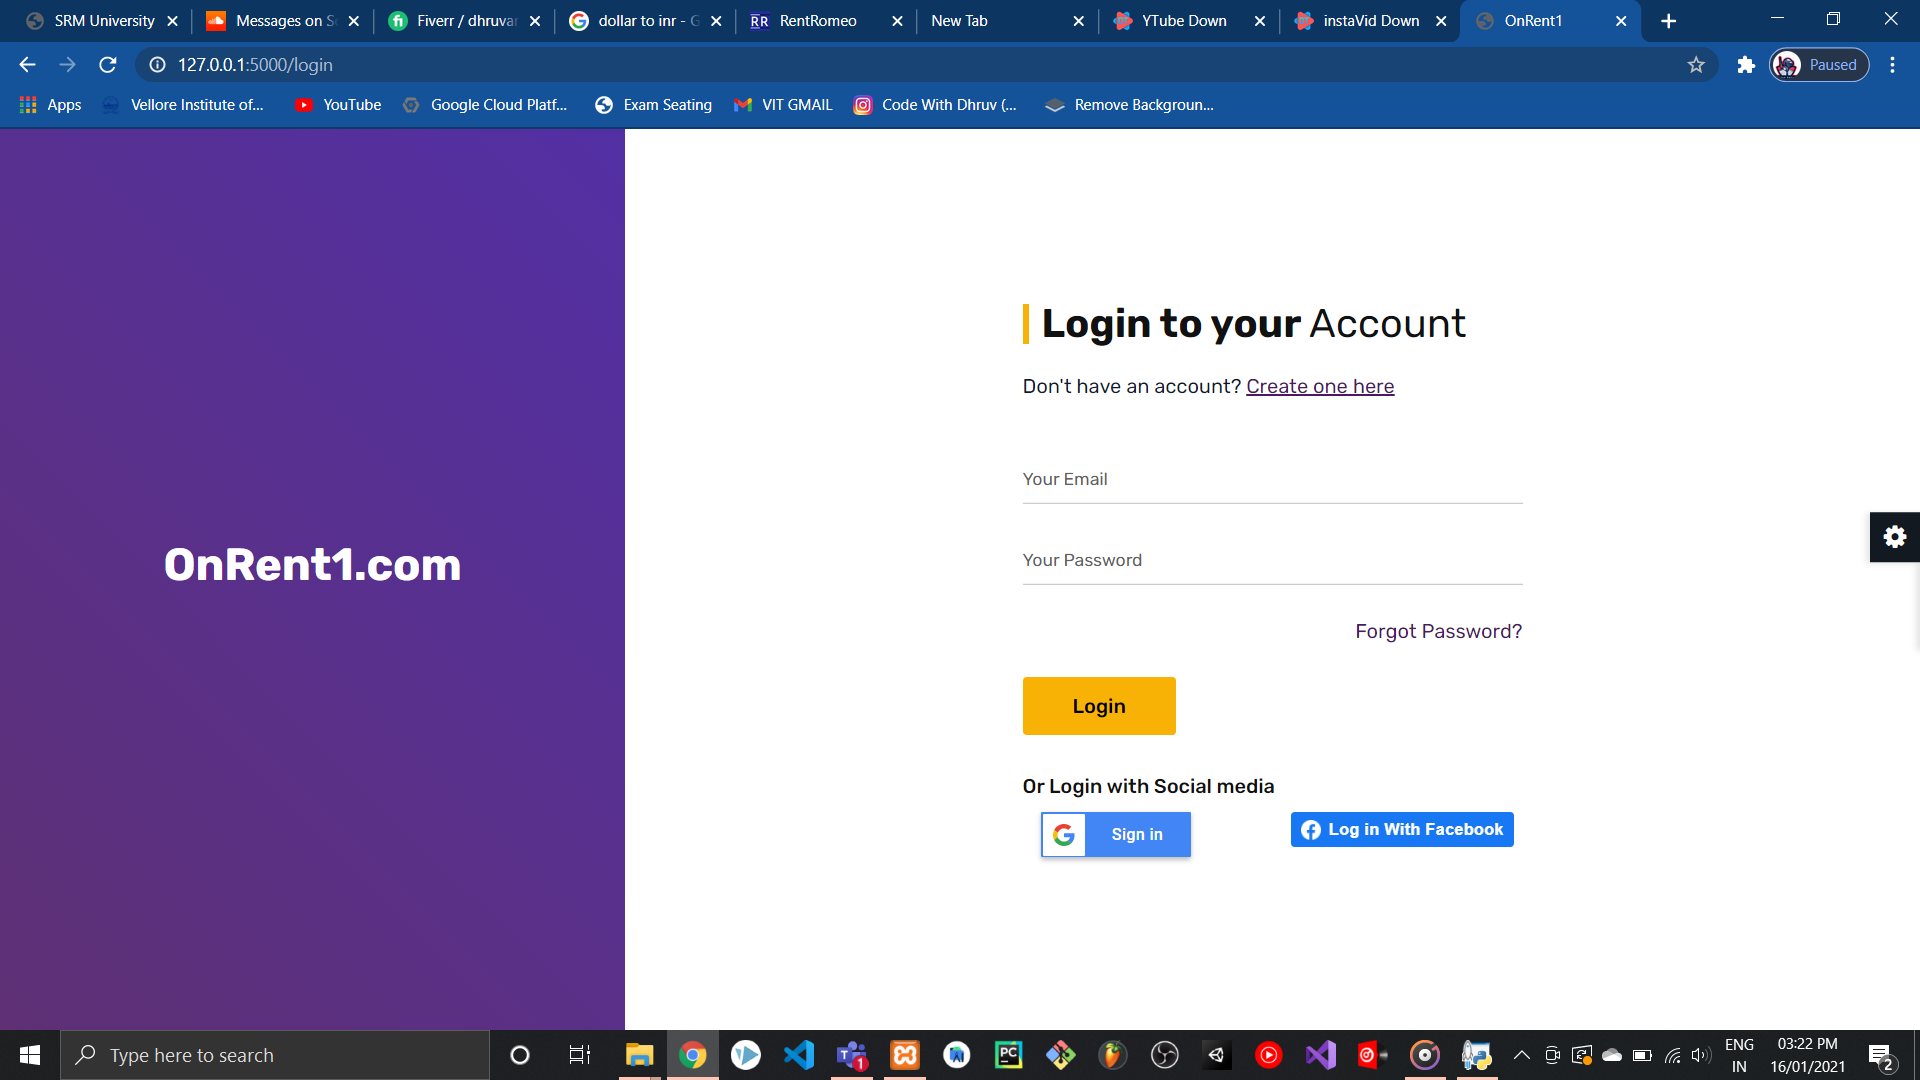 SRM University
Messages on S
Fiverr / dhruva
dollar to inr - G
RR RentRomeo
New Tab
YTube Down
instaVid Down
OnRent1
127.0.0.1:5000/login
Paused
Apps
Vellore Institute of...
YouTube
Google Cloud Platf...
Exam Seating
VIT GMAIL
Code With Dhruv (...
Remove Backgroun...
OnRent1.com
Login to your Account
Don't have an account? Create one here
Your Email
Your Password
Forgot Password?
Login
Or Login with Social media
Sign in
Log in With Facebook
Type here to search
1
PC
ENG
IN
03:22 PM
16/01/2021
2